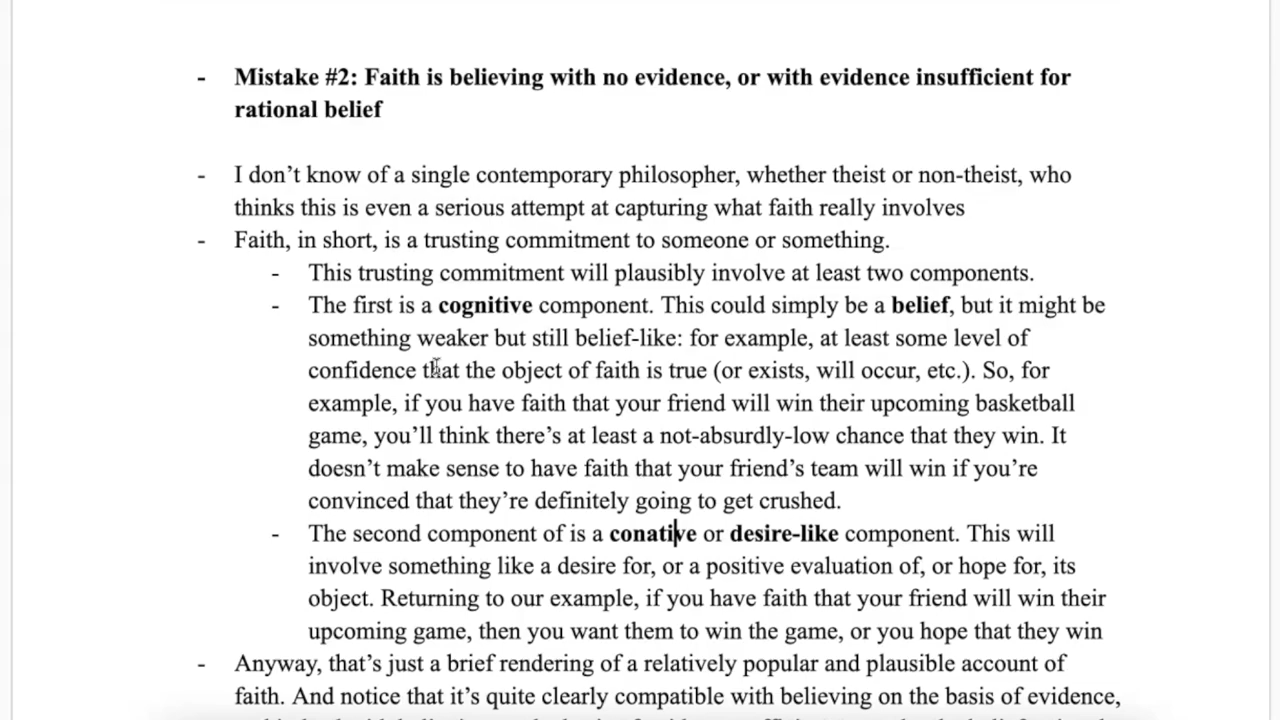 - Mistake #2: Faith is believing with no evidence, or with evidence insufficient for
rational belief
- I don’t know of a single contemporary philosopher, whether theist or non-theist, who
thinks this is even a serious attempt at capturing what faith really involves
- Faith, in short, is a trusting commitment to someone or something.
- This trusting commitment will plausibly involve at least two components.
- The first is a cognitive component. This could simply be a belief, but it might be
something weaker but still belief-like: for example, at least some level of
confidence that the object of faith is true (or exists, will occur, etc.). So, for
example, if you have faith that your friend will win their upcoming basketball
game, you’ll think there’s at least a not-absurdly-low chance that they win. It
doesn’t make sense to have faith that your friend’s team will win if you’re
convinced that they’re definitely going to get crushed.
- The second component of is a conative or desire-like component. This will
involve something like a desire for, or a positive evaluation of, or hope for, its
object. Returning to our example, if you have faith that your friend will win their
upcoming game, then you want them to win the game, or you hope that they win
- Anyway, that’s just a brief rendering of a relatively popular and plausible account of
faith. And notice that it’s quite clearly compatible with believing on the basis of evidence,